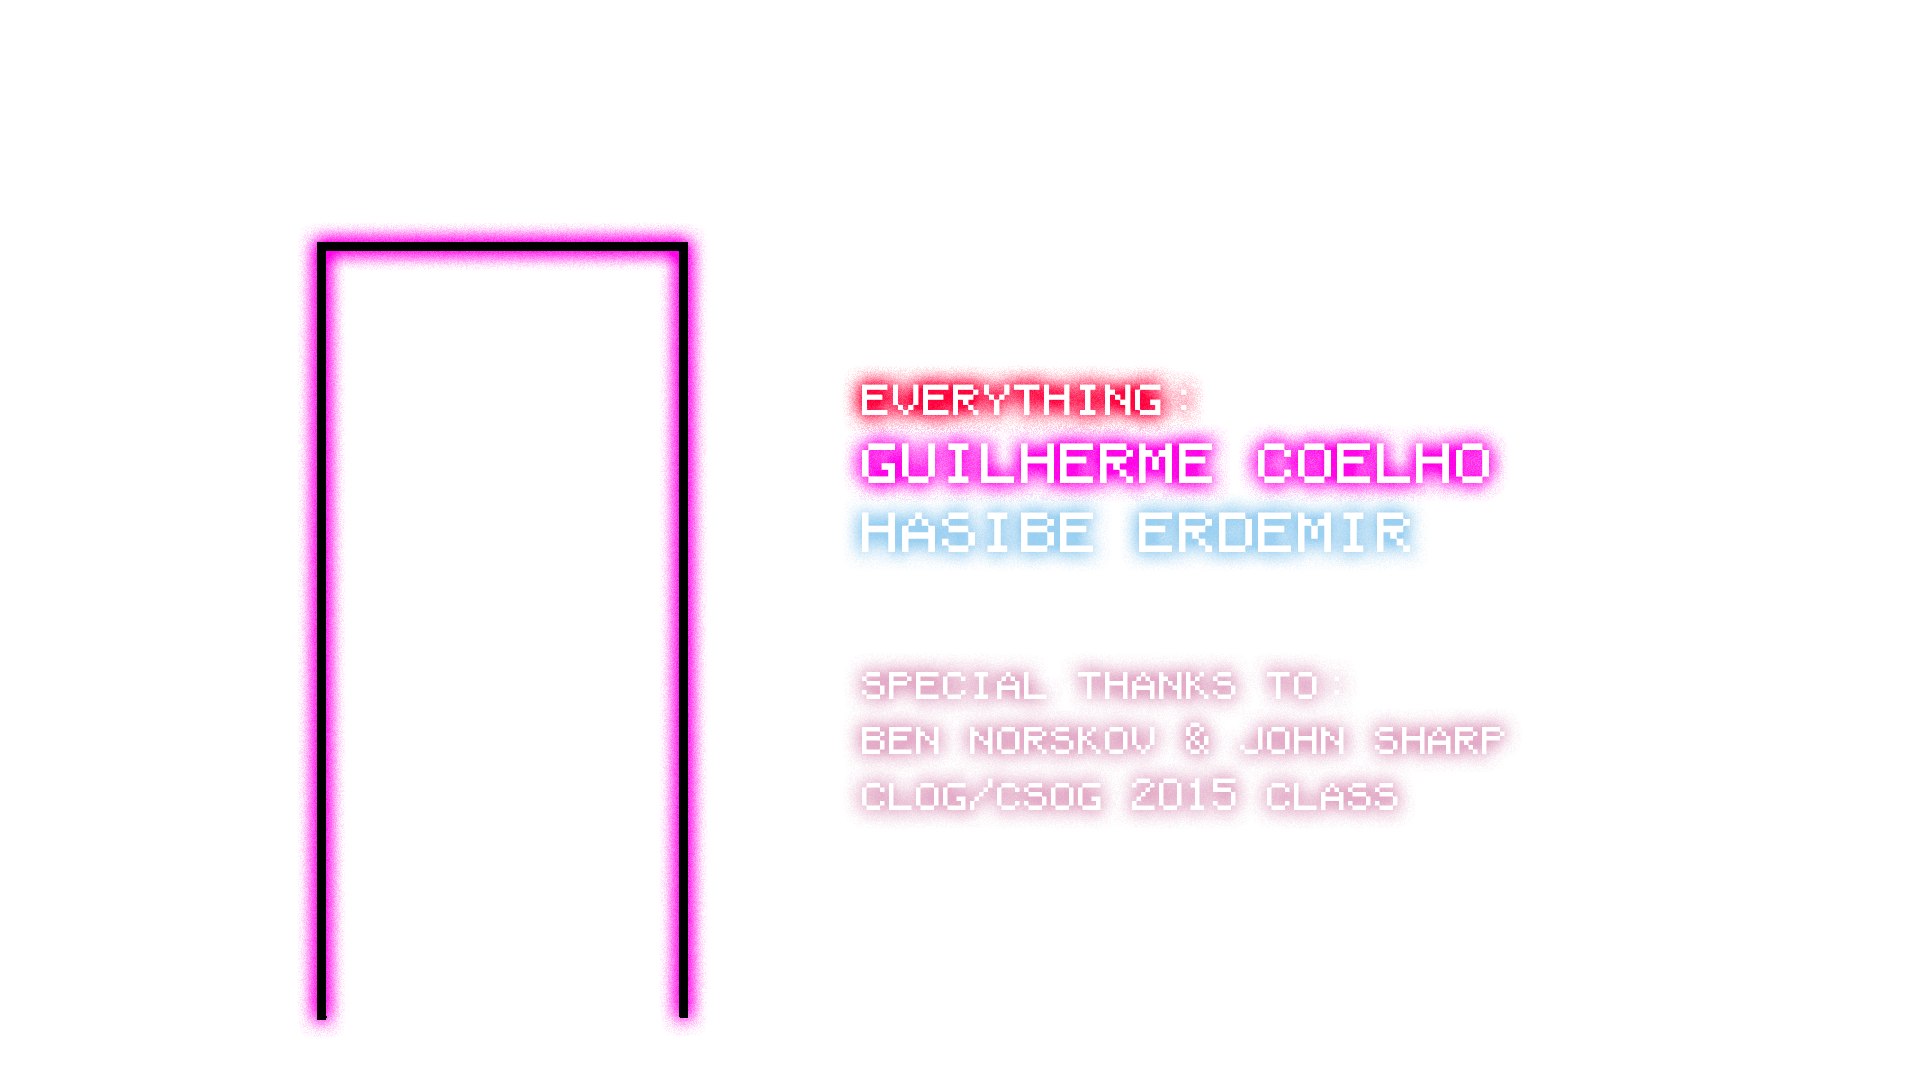 EVERYTHING:
GUILHERME COELHO
HASIBE ERDEMIR
SPECIAL THANKS TO:
BEN NORSKOV & JOHN SHARP
CLOG/CSOG 2015 CLASS